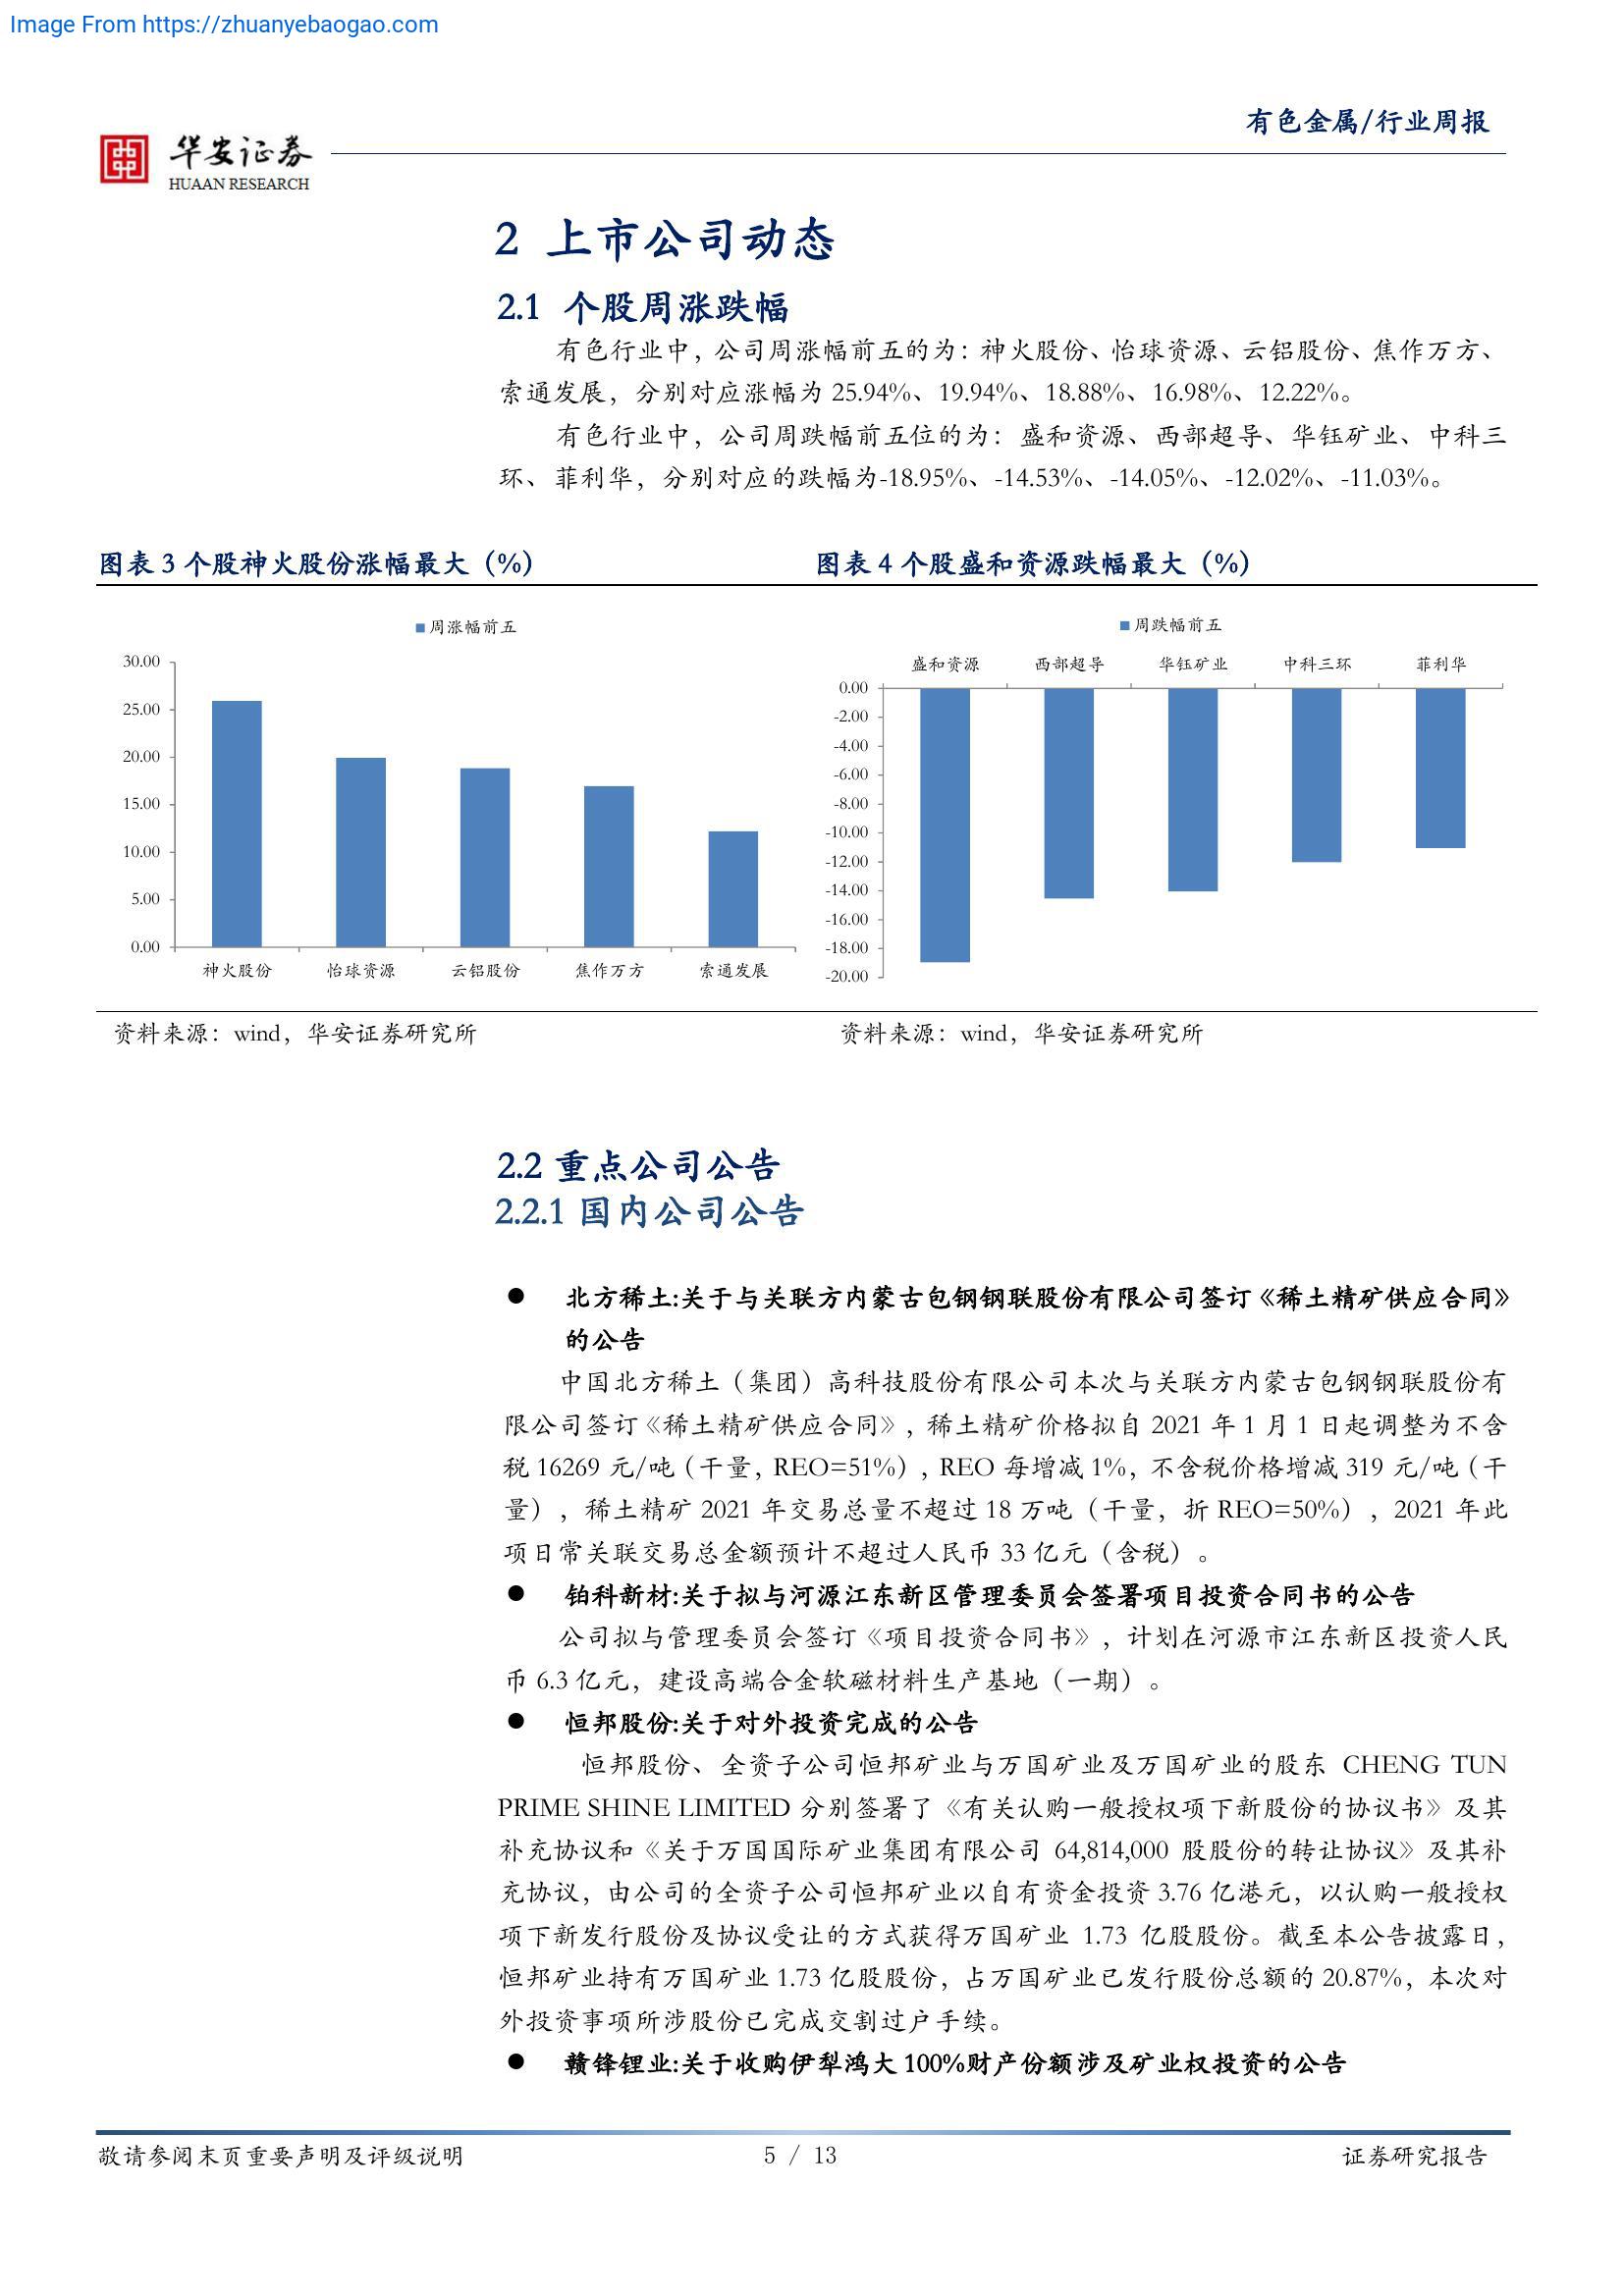 Image From https://zhuanyebaogao.com
有色金属/行业周报
华安证券
HUAAN RESEARCH
2 上市公司动态
2.1 个股周涨跌幅
有色行业中，公司周涨幅前五的为：神火股份、怡球资源、云铝股份、焦作万方、
索通发展，分别对应涨幅为 25.94%、19.94%、18.88%、16.98%、12.22%。
有色行业中，公司周跌幅前五位的为：盛和资源、西部超导、华钰矿业、中科三
环、菲利华，分别对应的跌幅为-18.95%、-14.53%、-14.05%、-12.02%、-11.03%。
图表 3 个股神火股份涨幅最大（%）
周涨幅前五
30.00
25.00
20.00
15.00
10.00
5.00
0.00
神火股份 怡球资源 云铝股份 焦作万方 索通发展
资料来源：wind，华安证券研究所
图表 4 个股盛和资源跌幅最大（%）
周跌幅前五
盛和资源 西部超导 华钰矿业 中科三环 菲利华
0.00
-2.00
-4.00
-6.00
-8.00
-10.00
-12.00
-14.00
-16.00
-18.00
-20.00
资料来源：wind，华安证券研究所
2.2 重点公司公告
2.2.1 国内公司公告
● 北方稀土:关于与关联方内蒙古包钢钢联股份有限公司签订《稀土精矿供应合同》
的公告
中国北方稀土（集团）高科技股份有限公司本次与关联方内蒙古包钢钢联股份有
限公司签订《稀土精矿供应合同》，稀土精矿价格拟自 2021 年 1 月 1 日起调整为不含
税 16269 元/吨（干量，REO=51%），REO 每增减 1%，不含税价格增减 319 元/吨（干
量），稀土精矿 2021 年交易总量不超过 18 万吨（干量，折 REO=50%），2021 年此
项日常关联交易总金额预计不超过人民币 33 亿元（含税）。
● 铂科新材:关于拟与河源江东新区管理委员会签署项目投资合同书的公告
公司拟与管理委员会签订《项目投资合同书》，计划在河源市江东新区投资人民
币 6.3 亿元，建设高端合金软磁材料生产基地（一期）。
● 恒邦股份:关于对外投资完成的公告
恒邦股份、全资子公司恒邦矿业与万国矿业及万国矿业的股东 CHENG TUN
PRIME SHINE LIMITED 分别签署了《有关认购一般授权项下新股份的协议书》及其
补充协议和《关于万国国际矿业集团有限公司 64,814,000 股股份的转让协议》及其补
充协议，由公司的全资子公司恒邦矿业以自有资金投资 3.76 亿港元，以认购一般授权
项下新发行股份及协议受让的方式获得万国矿业 1.73 亿股股份。截至本公告披露日，
恒邦矿业持有万国矿业 1.73 亿股股份，占万国矿业已发行股份总额的 20.87%，本次对
外投资事项所涉股份已完成交割过户手续。
● 赣锋锂业:关于收购伊犁鸿大 100%财产份额涉及矿业权投资的公告
敬请参阅末页重要声明及评级说明 5 / 13 证券研究报告